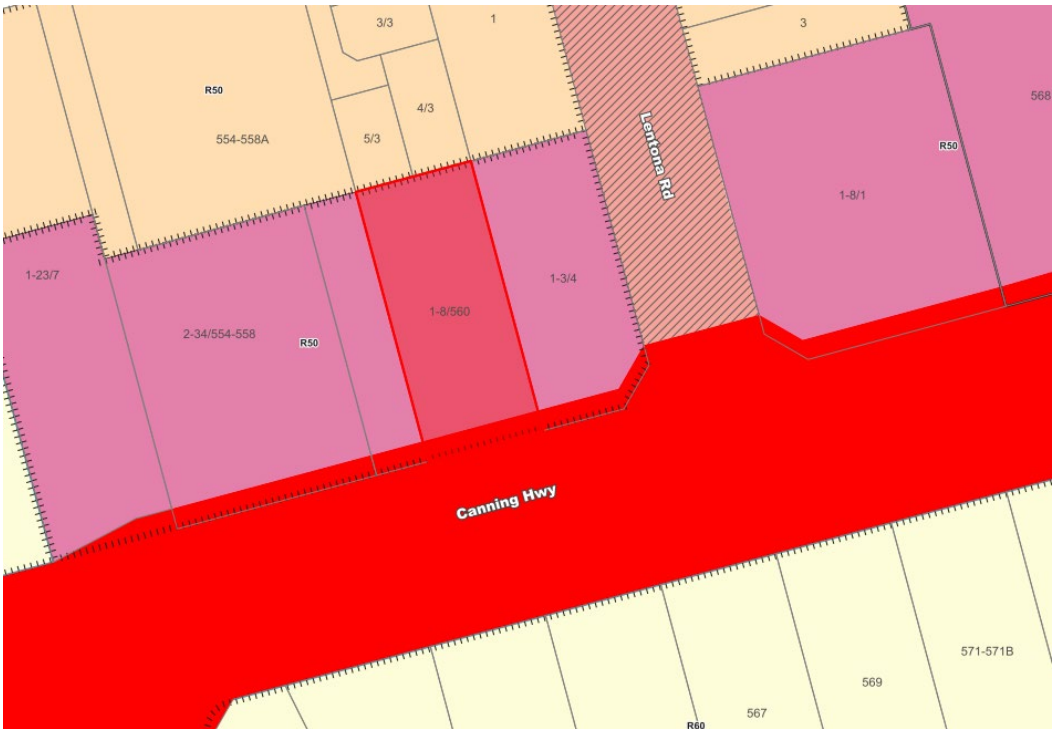 3/3
1
3
R50
4/3
568
554-558A
5/3
Lentona Rd
R50
1-8/1
1-23/7
1-3/4
1-8/560
2-34/554-558
R50
Canning Hwy
571-571B
569
567
R60